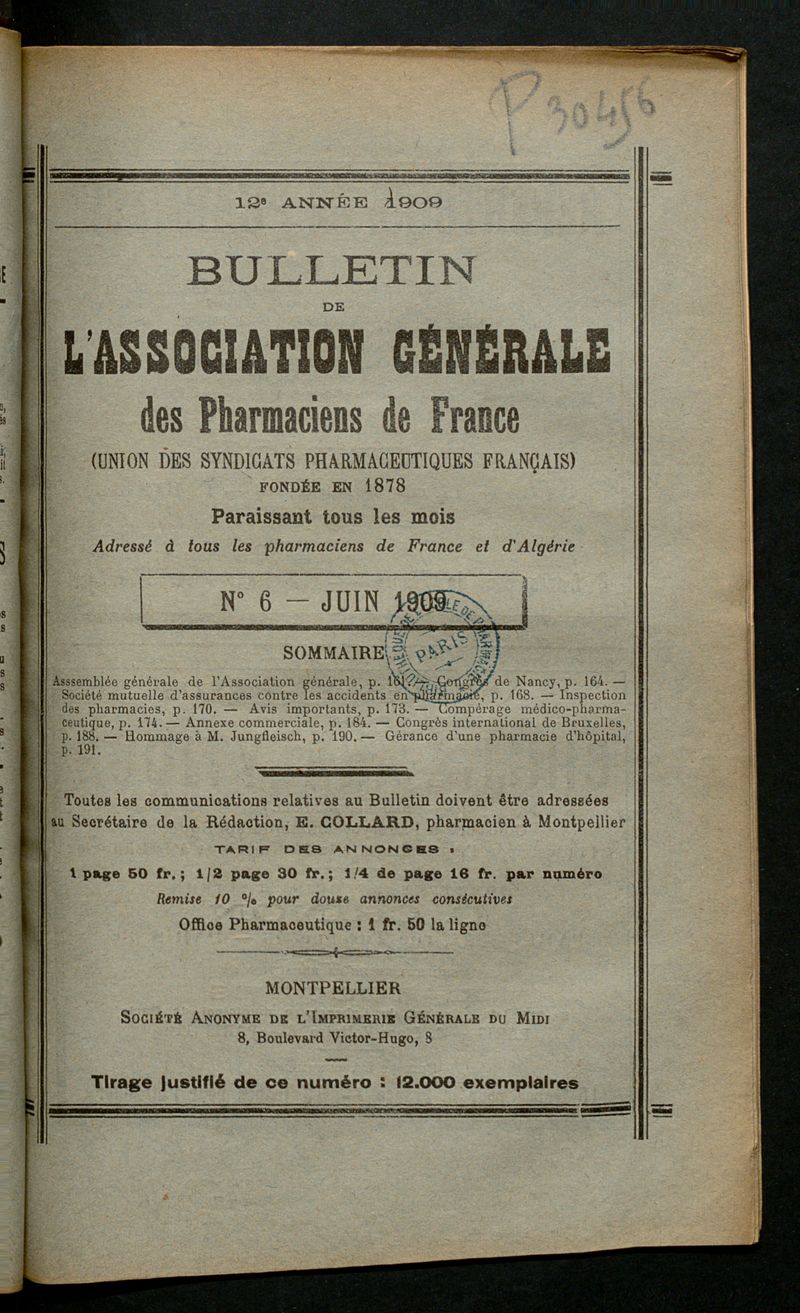 P 30456
12e ANNÉE 1909
BULLETIN
DE
L'ASSOCIATION GÉNÉRALE
des Pharmaciens de France
(UNION DES SYNDICATS PHARMACEUTIQUES FRANÇAIS)
FONDÉE EN 1878
Paraissant tous les mois
Adressé à tous les pharmaciens de France et d'Algérie
N° 6 — JUIN 1909
PARIS
SOMMAIRE
Asssemblée générale de l'Association générale, p. Congrès de Nancy, p. 164. —
Société mutuelle d'assurances contre les accidents en pharmacie, p. 168. — Inspection
des pharmacies, p. 170. — Avis importants, p. 173. — Compérage médico-pharma-
ceutique, p. 174. — Annexe commerciale, p. 184. — Congrès international de Bruxelles,
p. 188. — Hommage à M. Jungfleisch, p. 190. — Gérance d'une pharmacie d'hôpital,
p. 191.
Toutes les communications relatives au Bulletin doivent être adressées
au Secrétaire de la Rédaction, E. COLLARD, pharmacien à Montpellier
TARIF DES ANNONCES :
1 page 50 fr. ; 1/2 page 30 fr. ; 1/4 de page 16 fr. par numéro
Remise 10 % pour douze annonces consécutives
Office Pharmaceutique : 1 fr. 50 la ligne
MONTPELLIER
SOCIÉTÉ ANONYME DE L'IMPRIMERIE GÉNÉRALE DU MIDI
8, Boulevard Victor-Hugo, 8
Tirage justifié de ce numéro : 12.000 exemplaires